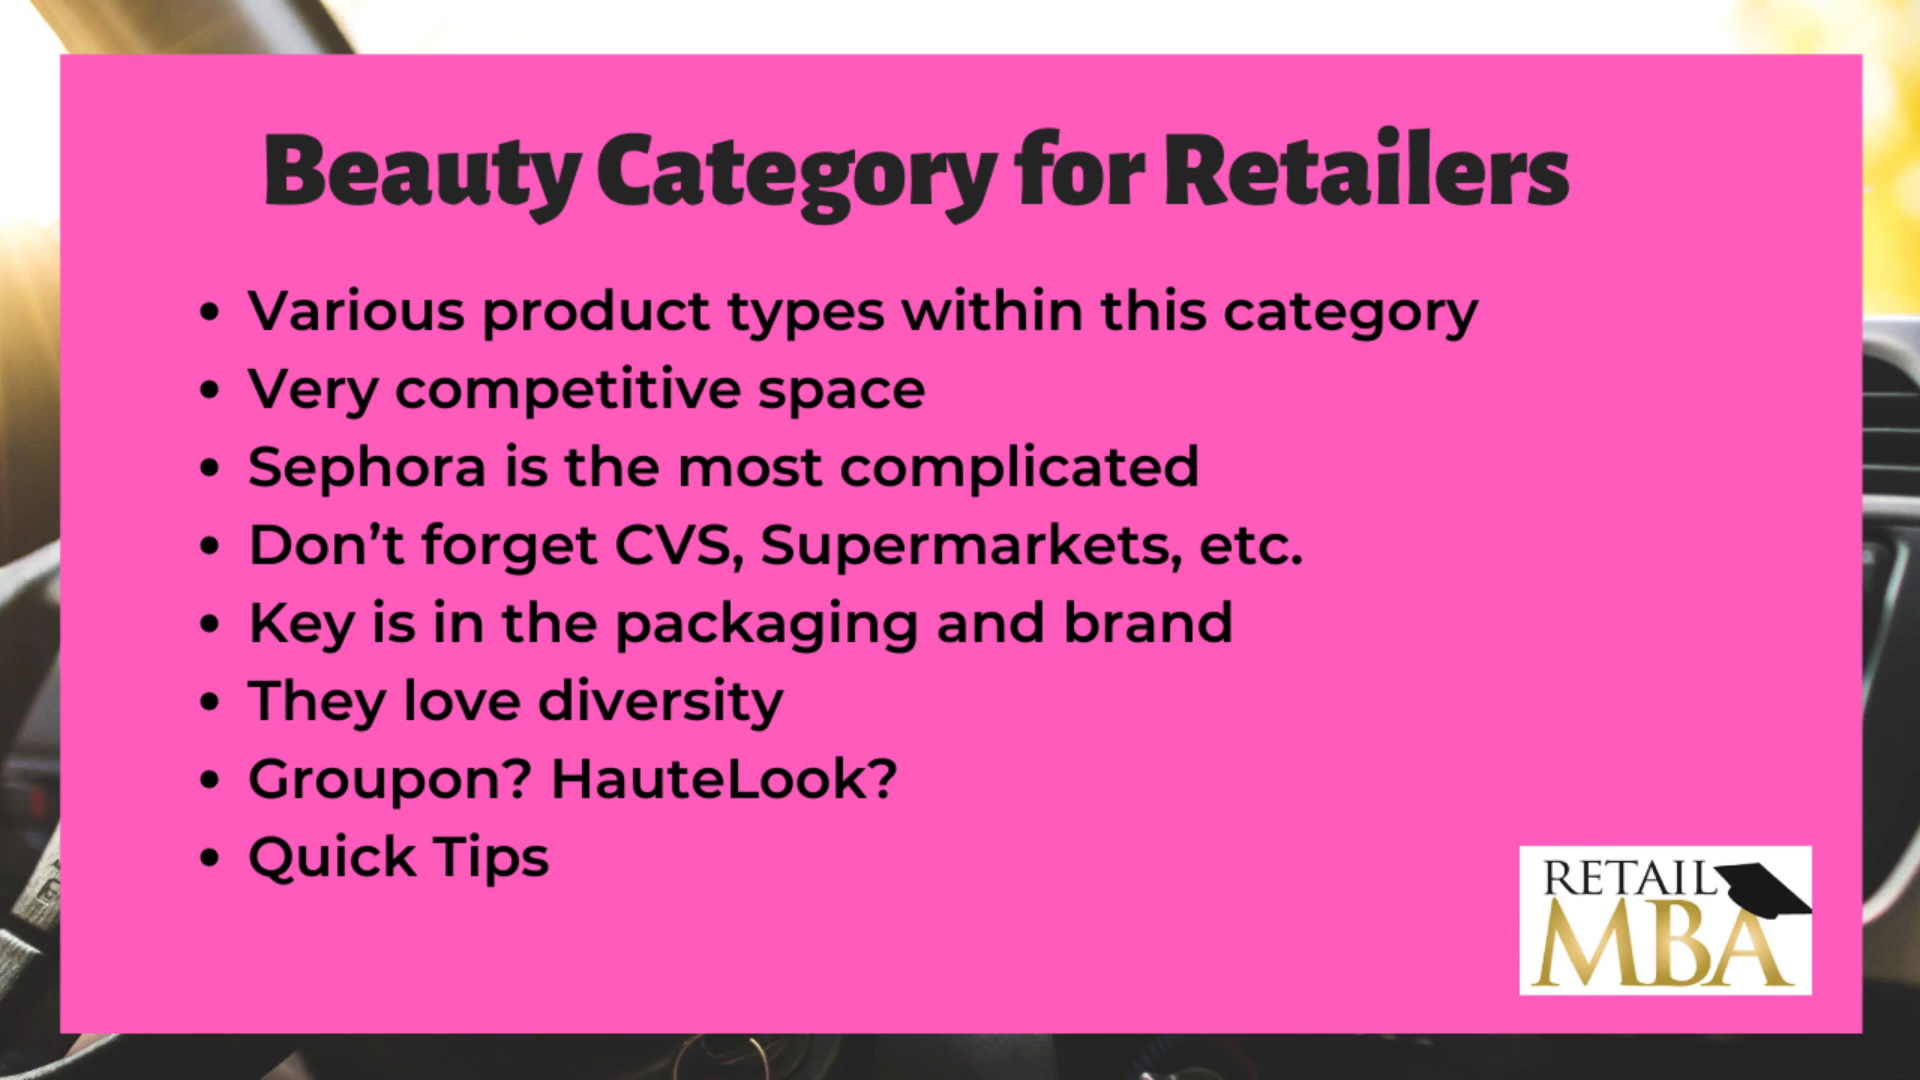 Beauty Category for Retailers
• Various product types within this category
• Very competitive space
• Sephora is the most complicated
• Don’t forget CVS, Supermarkets, etc.
• Key is in the packaging and brand
• They love diversity
• Groupon? HauteLook?
• Quick Tips
RETAIL
MBA